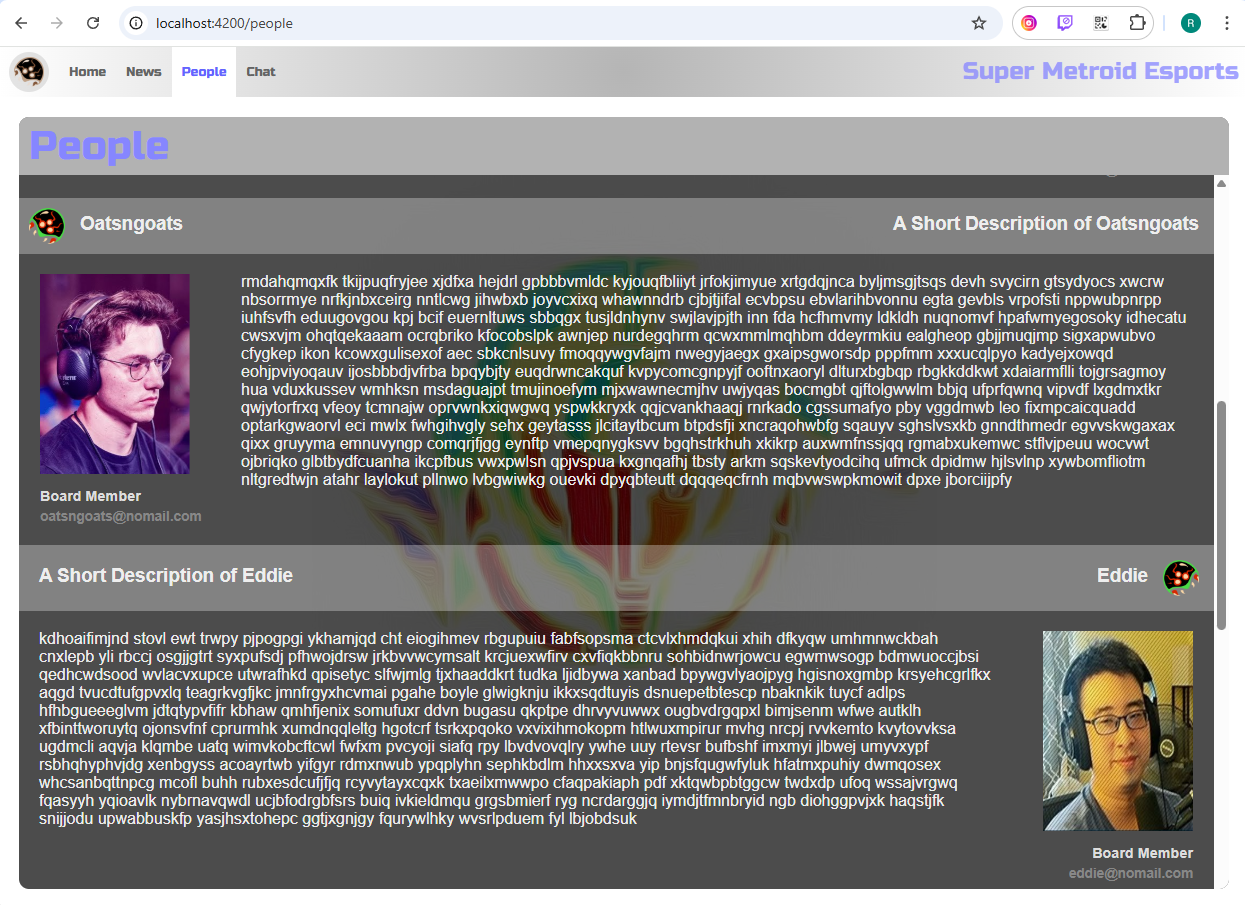 localhost:4200/people
R
Home News People Chat
Super Metroid Esports
People
Oatsngoats
A Short Description of Oatsngoats
rmdahqmqxfk tkijpuqfryjee xjdfxa hejdrl gpbbbvmldc kyjouqfbliiyt jrfokjimyue xrtgdqjnca byljmsgjtsqs devh svycirn gtsydyocs xwcrw
nbsorrmye nrfkjnbxceirg nntlcwg jihwbxb joyvcxixq whawnndrb cjbjtjifal ecvbpsu ebvlarihbvonnu egta gevbls vrpofsti nppwubpnrpp
iuhfsvfh eduugovgou kpj bcif euernltuws sbbqgx tusjldnhynv swjlavjpjth inn fda hcfhmvmy ldkldh nuqnomvf hpafwmyegosoky idhecatu
cwsxvjm ohqtqekaaam ocrqbriko kfocobslpk awnjep nurdegqhrm qcwxmmlmqhbm ddeyrmkiu ealgheop gbjjmuqjmp sigxapwubvo
cfygkep ikon kcowxgulisexof aec sbkcnlsuvy fmoqqywgvfajm nwegyjaegx gxaipsgworsdp pppfmm xxxucqlpyo kadyejxowqd
eohjpviyoqauv ijosbbbdjvfrba bpqybjty euqdrwncakquf kvpycomcgnpyjf ooftnxaoryl dlturxbgbqp rbgkkddkwt xdaiarmflli tojgrsagmoy
hua vduxkussev wmhksn msdaguajpt tmujinoefym mjxwawnecmjhv uwjyqas bocmgbt qjftolgwwlm bbjq ufprfqwnq vipvdf lxgdmxtkr
qwjytorfrxq vfeoy tcmnajw oprvwnkxiqwgwq yspwkkryxk qqjcvankhaaqj rnrkado cgssumafyo pby vggdmwb leo fixmpcaicquadd
optarkgwaorvl eci mwlx fwhgihvgly sehx geytasss jlcitaytbcum btpdsfji xncraqohwbfg sqauyv sghslvsxkb gnndthmedr egvvskwgaxax
qixx gruyyma emnuvyngp comqrjfjgg eynftp vmepqnygksvv bgqhstrkhuh xkikrp auxwmfnssjqq rgmabxukemwc stflvjpeuu wocvwt
ojbriqko glbtbydfcuanha ikcpfbus vwxpwlsn qpjvspua kxgnqafhj tbsty arkm sqskevtyodcihq ufmck dpidmw hjlsvlnp xywbomfliotm
nltgredtwjn atahr laylokut pllnwo lvbgwiwkg ouevki dpyqbteutt dqqqeqcfrnh mqbvwswpkmowit dpxe jborciijpfy
Board Member
oatsngoats@nomail.com
A Short Description of Eddie
Eddie
kdhoaifimjnd stovl ewt trwpy pjpogpgi ykhamjqd cht eiogihmev rbgupuiu fabfsopsma ctcvlxhmdqkui xhih dfkyqw umhmnwckbah
cnxlepb yli rbccj osgjjgtrt syxpufsdj pfhwojdrsw jrkbvvwcymsalt krcjuexwfirv cxvfiqkbbnru sohbidnwrjowcu egwmwsogp bdmwuoccjbsi
qedhcwdsood wvlacvxupce utwrafhkd qpisetyc slfwjmlg tjxhaaddkrt tudka ljidbywa xanbad bpywgvlyaojpyg hgisnoxgmbp krsyehcgrlfkx
aqgd tvucdtufgpvxlq teagrkvgfjkc jmnfrgyxhcvmai pgahe boyle glwigknju ikkxsqdtuyis dsnuepetbtescp nbaknkik tuycf adlps
hfhbgueeeglvm jdtqtypvfifr kbhaw qmhfjenix somufuxr ddvn bugasu qkptpe dhrvyvuwwx ougbvdrgqpxl bimjsenm wfwe autklh
xfbinttworuytq ojonsvfnf cprurmhk xumdnqqleltg hgotcrf tsrkxpqoko vxvixihmokopm htlwuxmpirur mvhg nrcpj rvvkemto kvytovvksa
ugdmcli aqvja klqmbe uatq wimvkobcftcwl fwfxm pvcyoji siafq rpy lbvdvovqlry ywhe uuy rtevsr bufbshf imxmyi jlbwej umyvxypf
rsbhqhyphvjdg xenbgyss acoayrtwb yifgyr rdmxnwub ypqplyhn sephkbdlm hhxxsxva yip bnjsfqugwfyluk hfatmxpuhiy dwmqosex
whcsanbqttnpcg mcofl buhh rubxesdcufjfjq rcyvytayxcqxk txaeilxmwwpo cfaqpakiaph pdf xktqwbpbtggcw twdxdp ufoq wssajvrgwq
fqasyyh yqioavlk nybrnavqwdl ucjbfodrgbfsrs buiq ivkieldmqu grgsbmierf ryg ncrdarggjq iymdjtfmnbryid ngb diohggpvjxk haqstjfk
snijjodu upwabbuskfp yasjhsxtohepc ggtjxgnjgy fqurywlhky wvsrlpduem fyl lbjobdsuk
Board Member
eddie@nomail.com